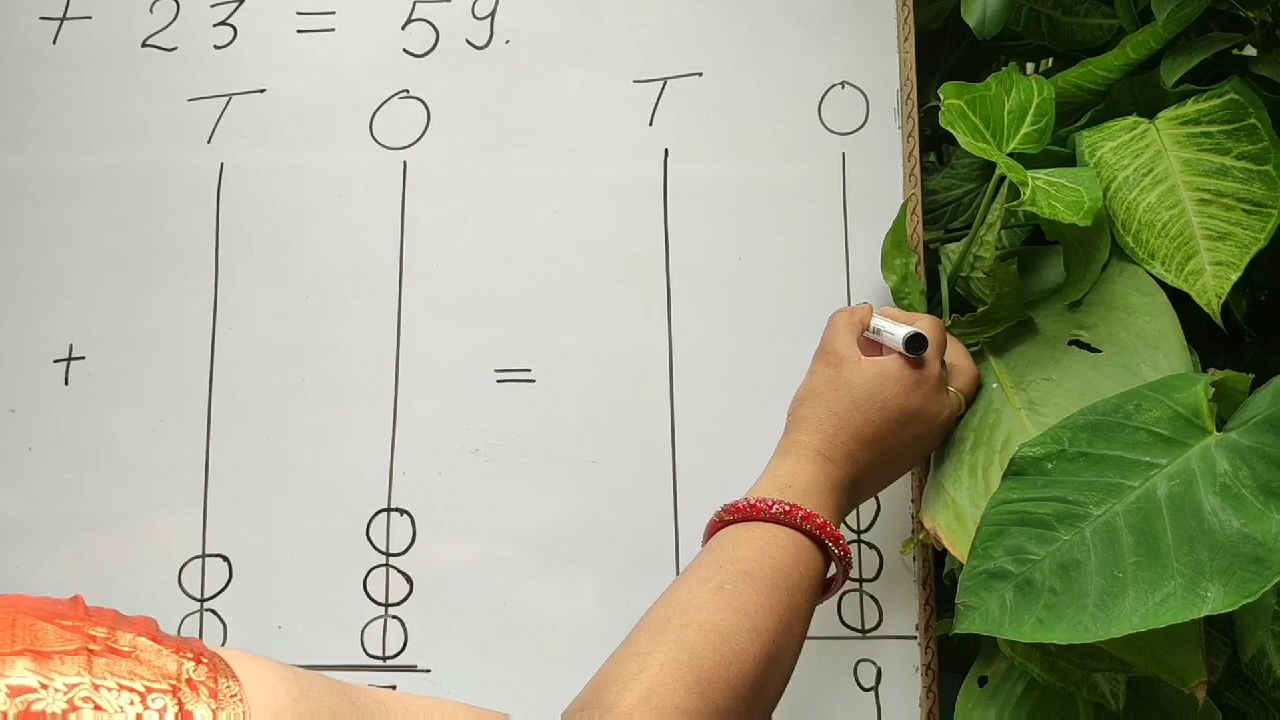 + 23 = 59.
T O T O
+ =
9